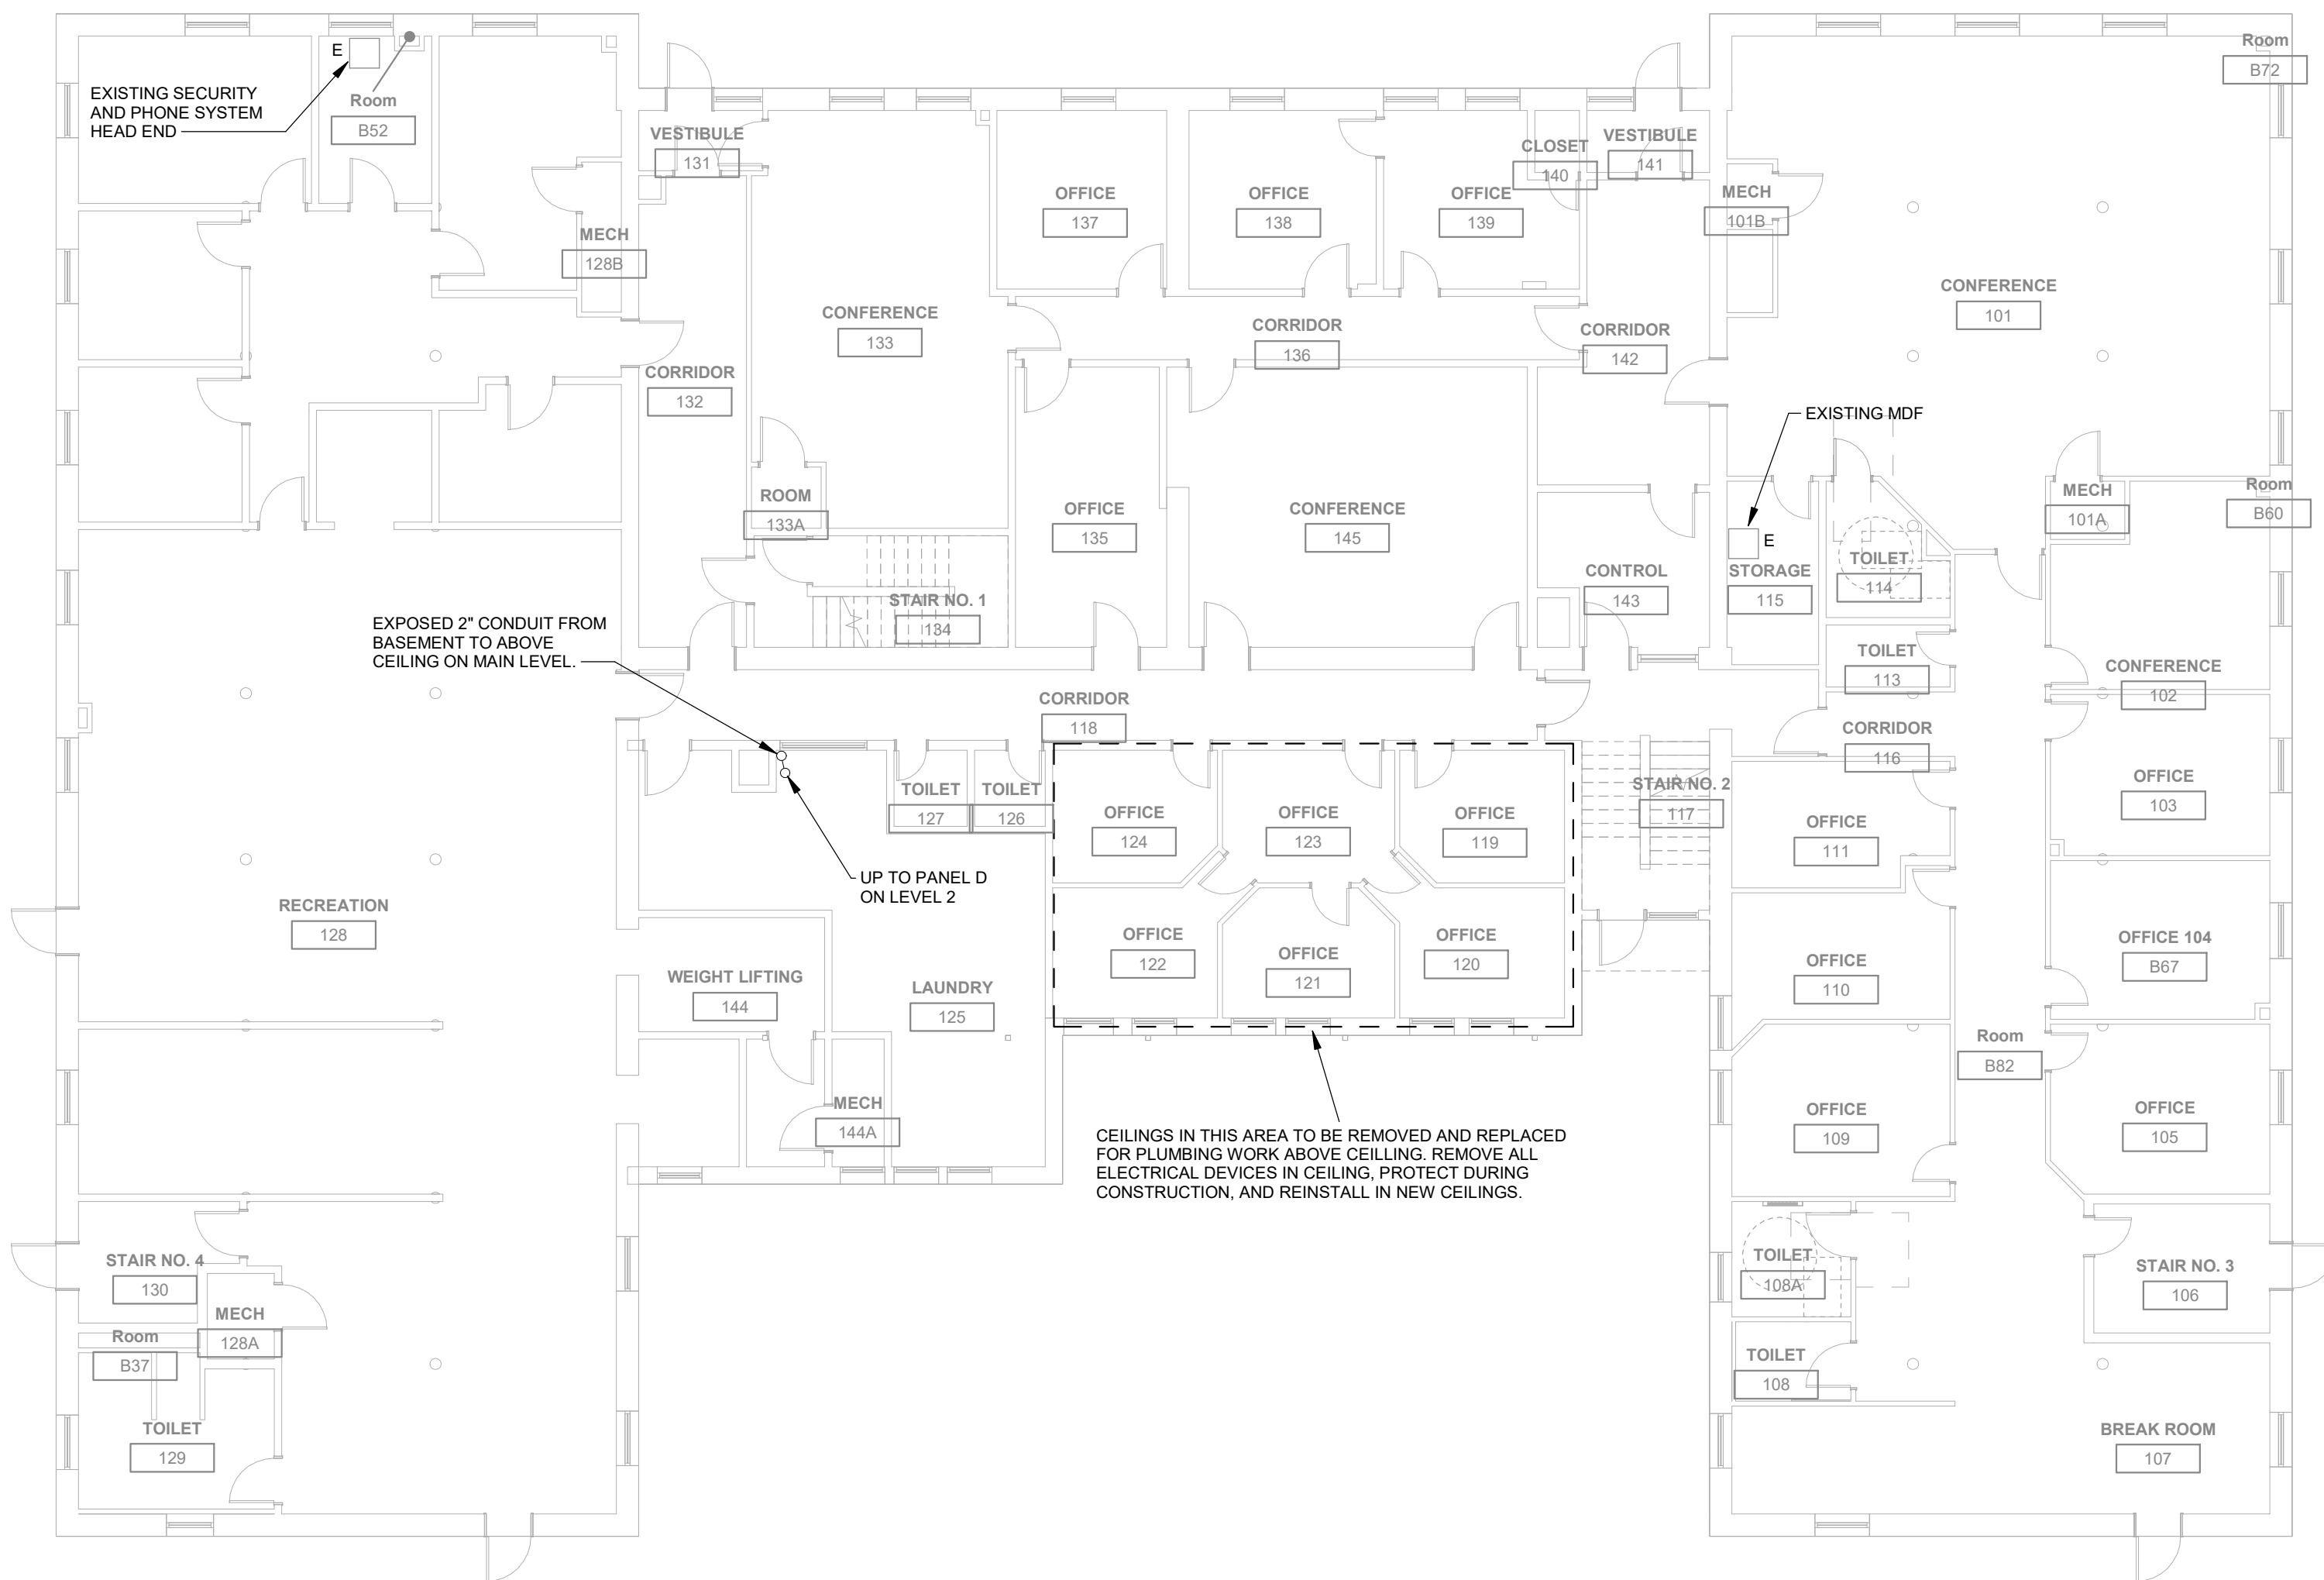 Room
B72
E
EXISTING SECURITY
AND PHONE SYSTEM
HEAD END
Room
B52
VESTIBULE
131
CLOSET
140
VESTIBULE
141
OFFICE
137
OFFICE
138
OFFICE
139
MECH
101B
MECH
128B
CONFERENCE
133
CORRIDOR
136
CORRIDOR
142
CONFERENCE
101
CORRIDOR
132
EXISTING MDF
ROOM
133A
OFFICE
135
CONFERENCE
145
E
MECH
101A
Room
B60
STAIR NO. 1
134
CONTROL
143
STORAGE
115
TOILET
114
EXPOSED 2" CONDUIT FROM
BASEMENT TO ABOVE
CEILING ON MAIN LEVEL.
TOILET
113
CONFERENCE
102
CORRIDOR
118
CORRIDOR
116
TOILET
127
TOILET
126
OFFICE
124
OFFICE
123
OFFICE
119
STAIR NO. 2
117
OFFICE
111
OFFICE
103
UP TO PANEL D
ON LEVEL 2
RECREATION
128
OFFICE
122
OFFICE
121
OFFICE
120
OFFICE
110
OFFICE 104
B67
WEIGHT LIFTING
144
LAUNDRY
125
Room
B82
MECH
144A
CEILINGS IN THIS AREA TO BE REMOVED AND REPLACED
FOR PLUMBING WORK ABOVE CEILLING. REMOVE ALL
ELECTRICAL DEVICES IN CEILING, PROTECT DURING
CONSTRUCTION, AND REINSTALL IN NEW CEILINGS.
OFFICE
109
OFFICE
105
STAIR NO. 4
130
MECH
128A
Room
B37
TOILET
108A
STAIR NO. 3
106
TOILET
108
TOILET
129
BREAK ROOM
107